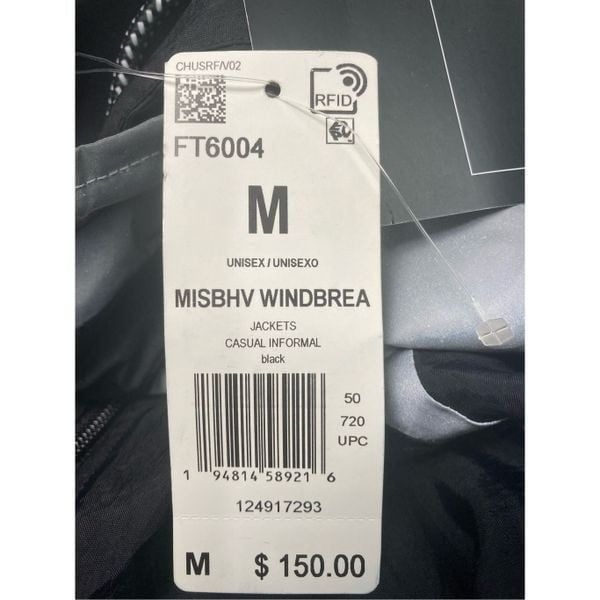 CHUSRF/V02
RFID
FT6004
M
UNISEX / UNISEXO
MISBHV WINDBREA
JACKETS
CASUAL INFORMAL
black
50
720
UPC
1 94814 58921 6
124917293
M $ 150.00